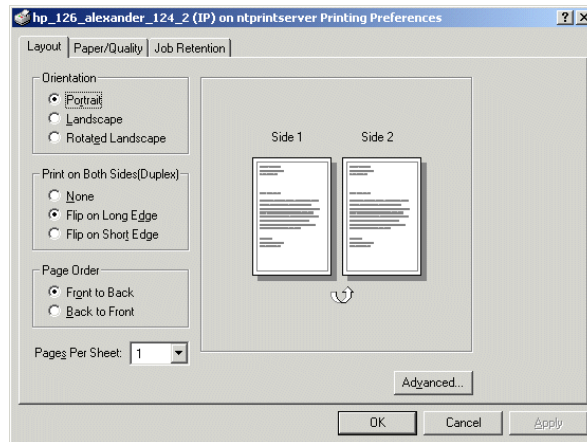 hp_126_alexander_124_2 (IP) on ntprintserver Printing Preferences
Layout Paper/Quality Job Retention
Orientation
Portrait
Landscape
Rotated Landscape
Print on Both Sides(Duplex)
None
Flip on Long Edge
Flip on Short Edge
Page Order
Front to Back
Back to Front
Pages Per Sheet: 1
Side 1 Side 2
Advanced...
OK Cancel Apply